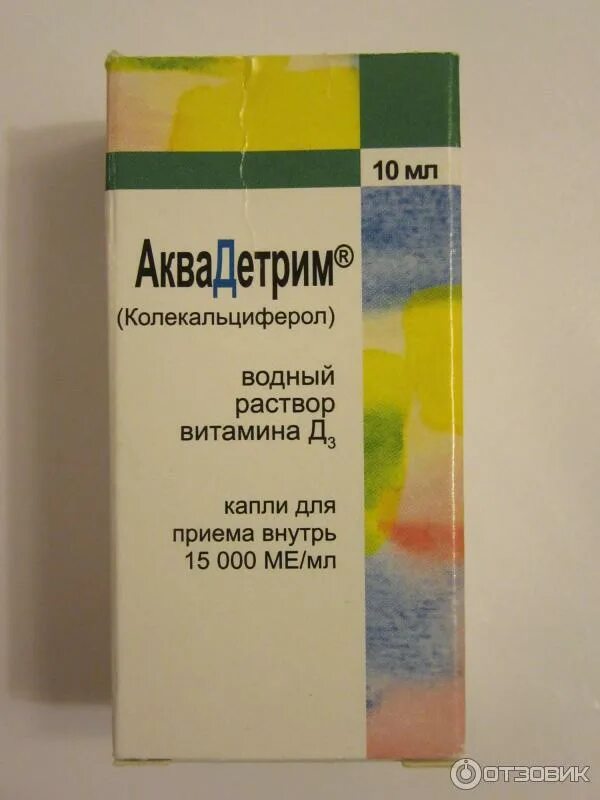 10 мл
АкваДетрим®
(Колекальциферол)
водный
раствор
витамина Д₃
капли для
приема внутрь
15 000 МЕ/мл
ОТЗОВИК